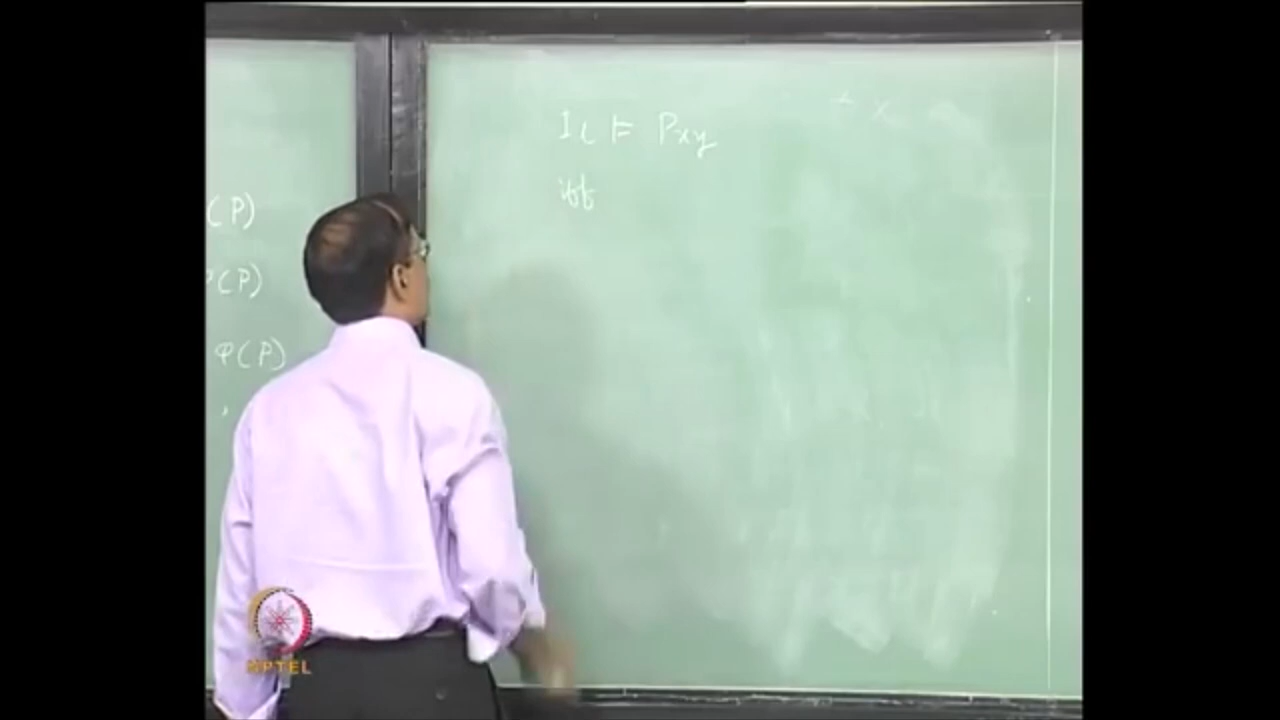 (P)
P(P)
φ(P)
,
I l ⊨ Pxy
iff
NPTEL